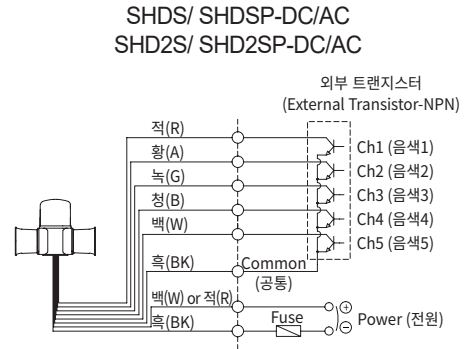 SHDS/ SHDSP-DC/AC
SHD2S/ SHD2SP-DC/AC
외부 트랜지스터
(External Transistor-NPN)
적(R)
황(A)
녹(G)
청(B)
백(W)
흑(BK)
백(W) or 적(R)
흑(BK)
Ch1 (음색1)
Ch2 (음색2)
Ch3 (음색3)
Ch4 (음색4)
Ch5 (음색5)
Common
(공통)
Fuse
+
−
Power (전원)